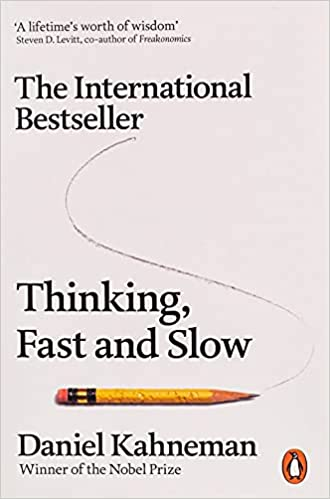 ‘A lifetime’s worth of wisdom’
Steven D. Levitt, co-author of Freakonomics
The International
Bestseller
Thinking,
Fast and Slow
Daniel Kahneman
Winner of the Nobel Prize